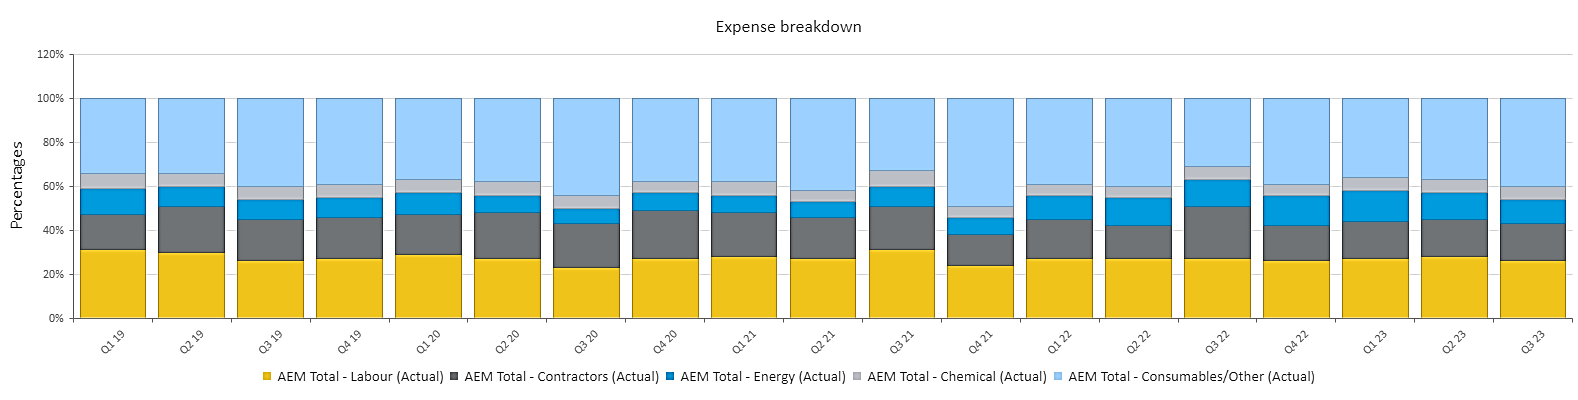 Expense breakdown
Percentages
120%
100%
80%
60%
40%
20%
0%
Q1 19 Q2 19 Q3 19 Q4 19 Q1 20 Q2 20 Q3 20 Q4 20 Q1 21 Q2 21 Q3 21 Q4 21 Q1 22 Q2 22 Q3 22 Q4 22 Q1 23 Q2 23 Q3 23
AEM Total - Labour (Actual) AEM Total - Contractors (Actual) AEM Total - Energy (Actual) AEM Total - Chemical (Actual) AEM Total - Consumables/Other (Actual)